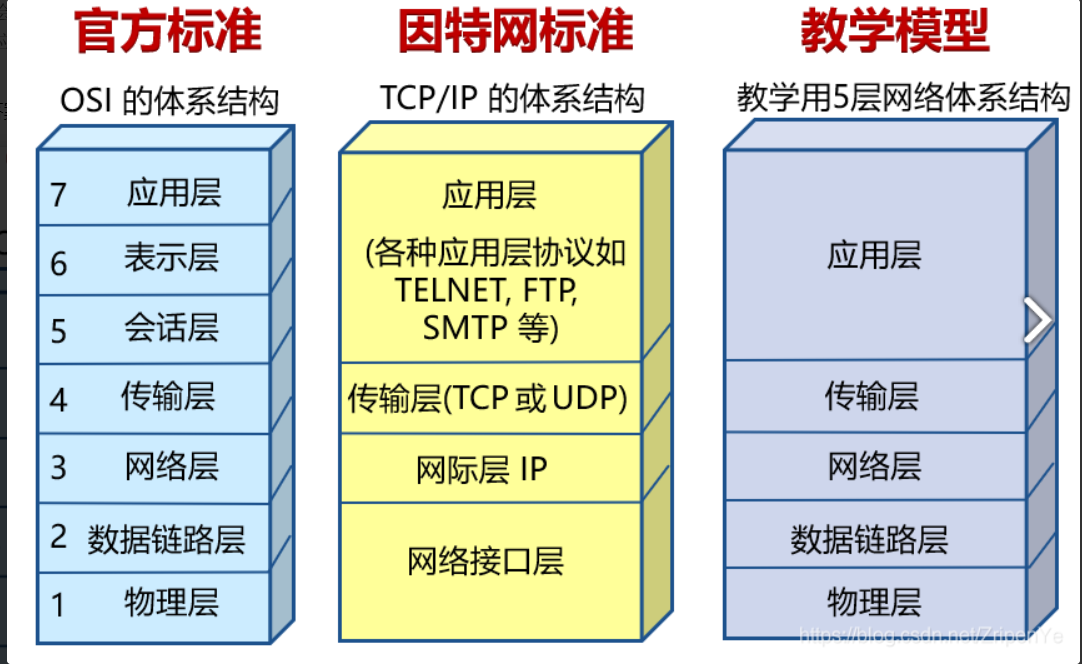 官方标准
因特网标准
教学模型
OSI 的体系结构
TCP/IP 的体系结构
教学用5层网络体系结构
7 应用层
6 表示层
5 会话层
4 传输层
3 网络层
2 数据链路层
1 物理层
应用层
(各种应用层协议如
TELNET, FTP,
SMTP 等)
传输层(TCP 或 UDP)
网际层 IP
网络接口层
应用层
传输层
网络层
数据链路层
物理层